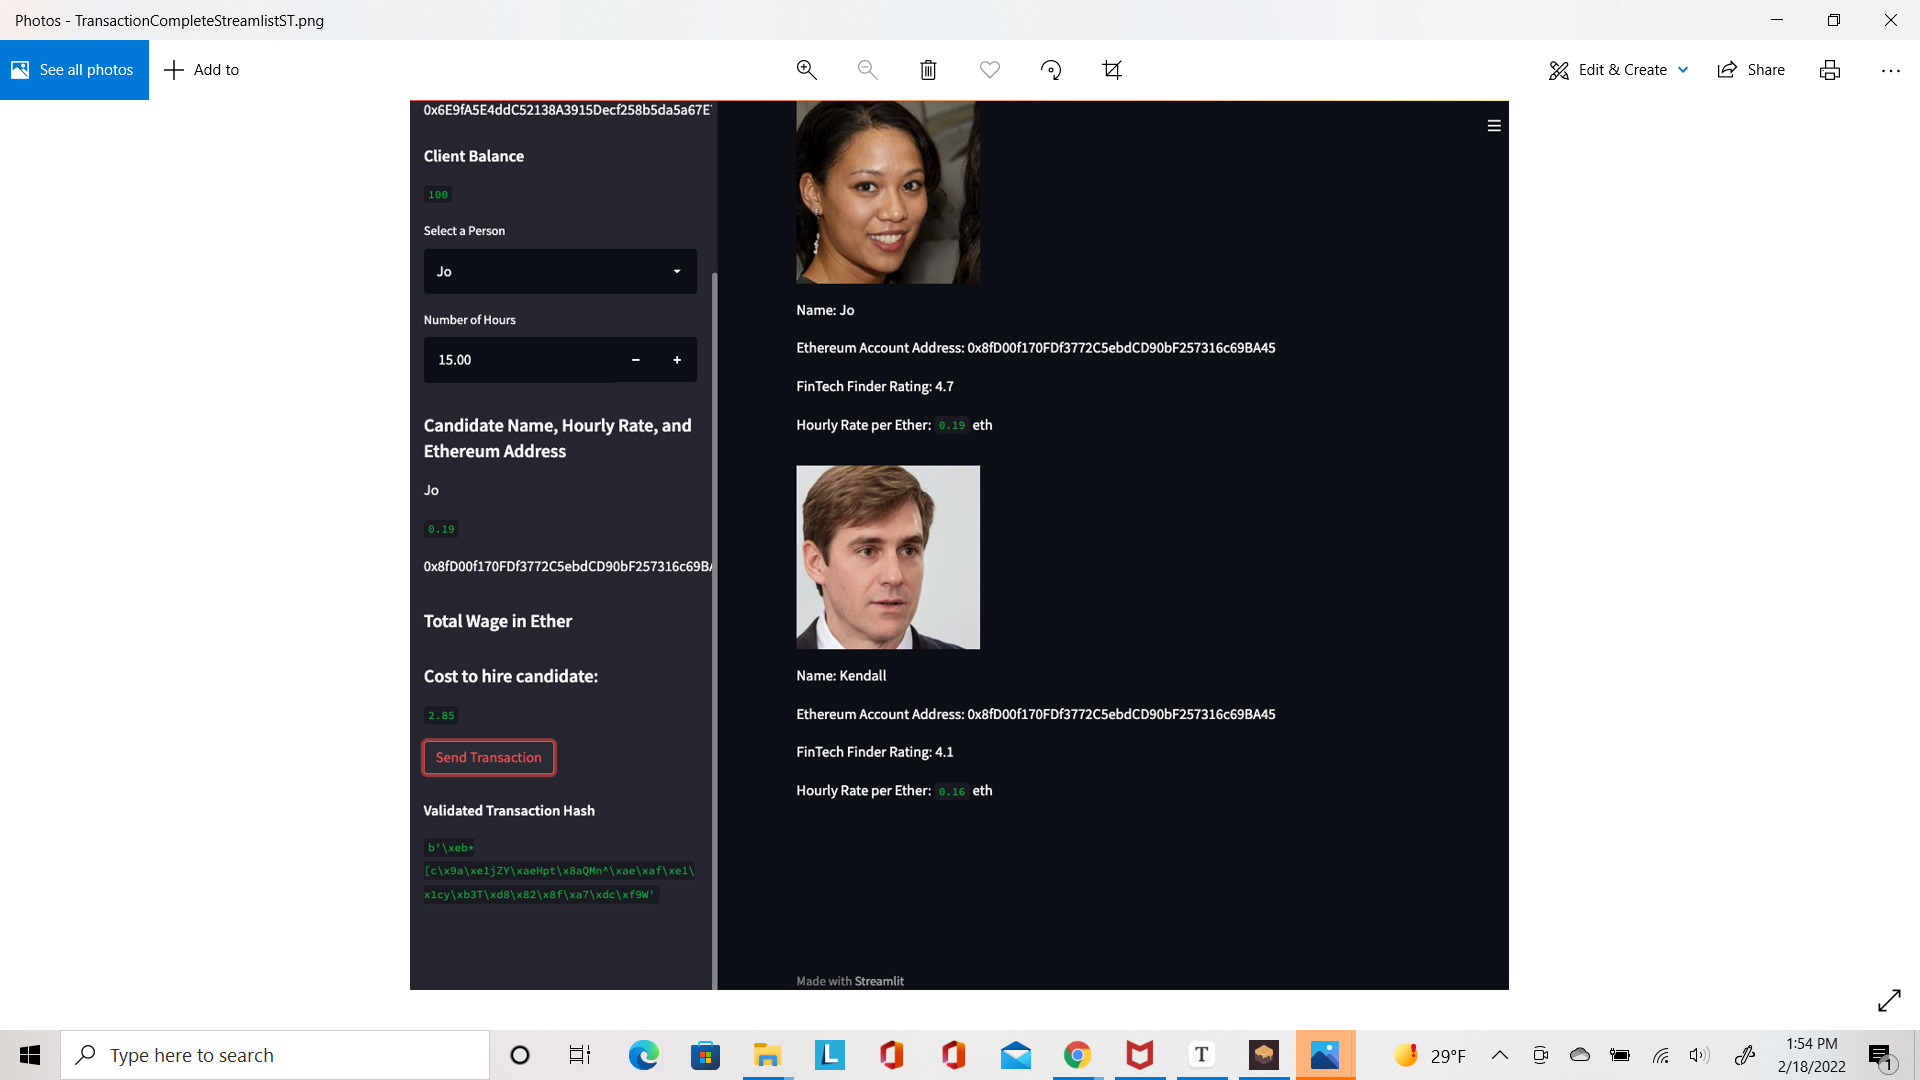 Photos - TransactionCompleteStreamlistST.png
See all photos
Add to
Edit & Create
Share
0x6E9fA5E4ddC52138A3915Decf258b5da5a67E
Client Balance
100
Select a Person
Jo
Number of Hours
15.00
Candidate Name, Hourly Rate, and
Ethereum Address
Jo
0.19
0x8fD00f170FDf3772C5ebdCD90bF257316c69BA
Total Wage in Ether
Cost to hire candidate:
2.85
Send Transaction
Validated Transaction Hash
b'\xeb*
[c\x9a\xe1jZY\xaeHpt\x8aQMn^\xae\xaf\xe1\
x1cy\xb3T\xd8\x82\x8f\xa7\xdc\xf9W'
Name: Jo
Ethereum Account Address: 0x8fD00f170FDf3772C5ebdCD90bF257316c69BA45
FinTech Finder Rating: 4.7
Hourly Rate per Ether: 0.19 eth
Name: Kendall
Ethereum Account Address: 0x8fD00f170FDf3772C5ebdCD90bF257316c69BA45
FinTech Finder Rating: 4.1
Hourly Rate per Ether: 0.16 eth
Made with Streamlit
Type here to search
L
T
29°F
1:54 PM
2/18/2022
1